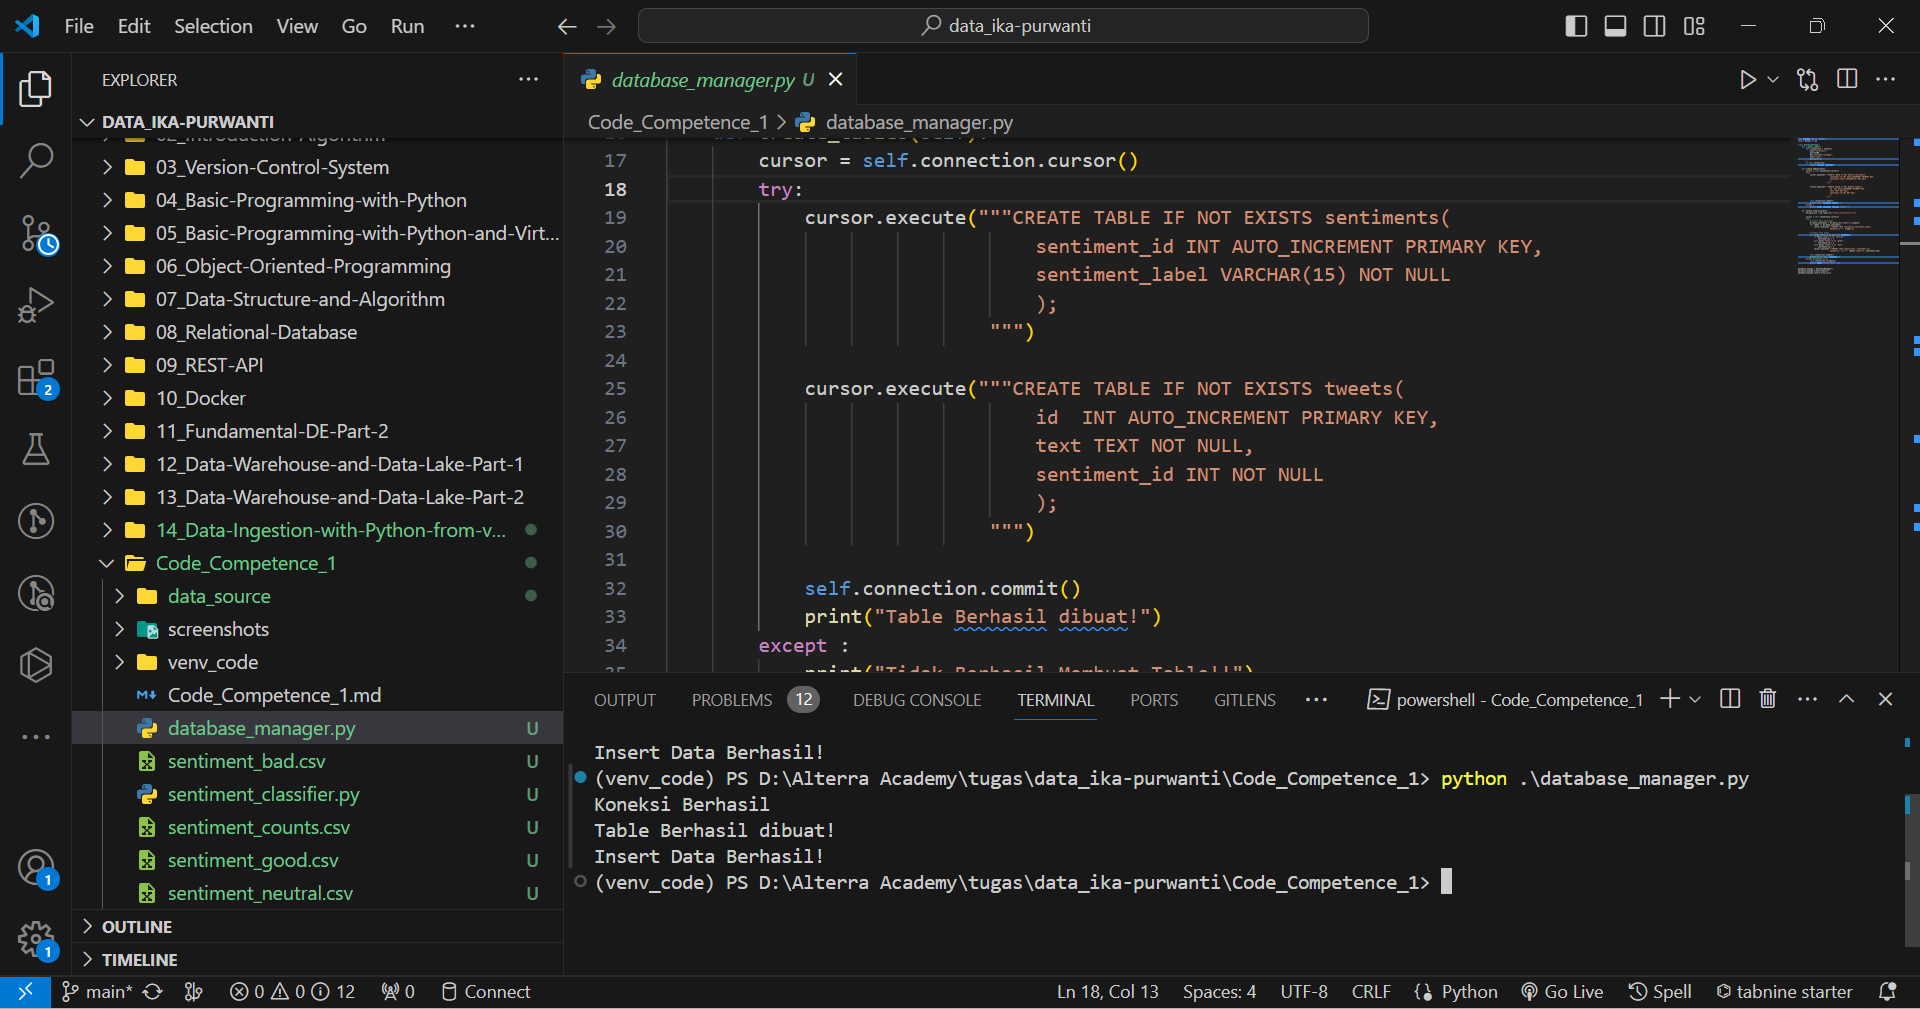 File Edit Selection View Go Run ··· data_ika-purwanti
EXPLORER ···
DATA_IKA-PURWANTI
02_Introduction-Algorithm
03_Version-Control-System
04_Basic-Programming-with-Python
05_Basic-Programming-with-Python-and-Virt...
06_Object-Oriented-Programming
07_Data-Structure-and-Algorithm
08_Relational-Database
09_REST-API
10_Docker
11_Fundamental-DE-Part-2
12_Data-Warehouse-and-Data-Lake-Part-1
13_Data-Warehouse-and-Data-Lake-Part-2
14_Data-Ingestion-with-Python-from-v...
Code_Competence_1
data_source
screenshots
venv_code
Code_Competence_1.md
database_manager.py U
sentiment_bad.csv U
sentiment_classifier.py U
sentiment_counts.csv U
sentiment_good.csv U
sentiment_neutral.csv U
OUTLINE
TIMELINE
2
1
1
database_manager.py U
Code_Competence_1 > database_manager.py
17 cursor = self.connection.cursor()
18 try:
19 cursor.execute("""CREATE TABLE IF NOT EXISTS sentiments(
20 sentiment_id INT AUTO_INCREMENT PRIMARY KEY,
21 sentiment_label VARCHAR(15) NOT NULL
22 );
23 """)
24
25 cursor.execute("""CREATE TABLE IF NOT EXISTS tweets(
26 id  INT AUTO_INCREMENT PRIMARY KEY,
27 text TEXT NOT NULL,
28 sentiment_id INT NOT NULL
29 );
30 """)
31
32 self.connection.commit()
33 print("Table Berhasil dibuat!")
34 except :
35 print("Tidak Berhasil Membuat Table!!")
OUTPUT PROBLEMS 12 DEBUG CONSOLE TERMINAL PORTS GITLENS ··· powershell - Code_Competence_1
Insert Data Berhasil!
(venv_code) PS D:\Alterra Academy\tugas\data_ika-purwanti\Code_Competence_1> python .\database_manager.py
Koneksi Berhasil
Table Berhasil dibuat!
Insert Data Berhasil!
(venv_code) PS D:\Alterra Academy\tugas\data_ika-purwanti\Code_Competence_1>
main* 0 0 12 0 Connect Ln 18, Col 13 Spaces: 4 UTF-8 CRLF Python Go Live Spell tabnine starter